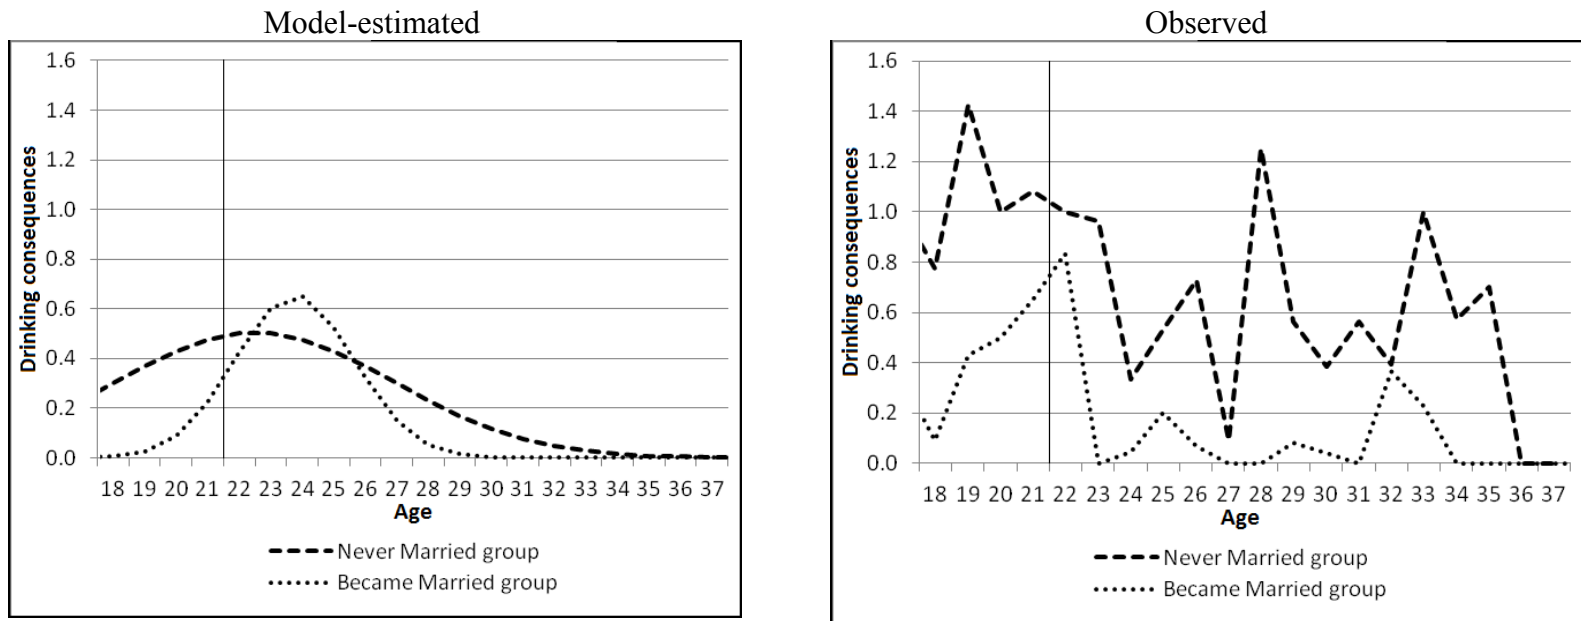 Model-estimated
1.6
1.4
1.2
1.0
0.8
0.6
0.4
0.2
0.0
Drinking consequences
18 19 20 21 22 23 24 25 26 27 28 29 30 31 32 33 34 35 36 37
Age
Never Married group
Became Married group
Observed
1.6
1.4
1.2
1.0
0.8
0.6
0.4
0.2
0.0
Drinking consequences
18 19 20 21 22 23 24 25 26 27 28 29 30 31 32 33 34 35 36 37
Age
Never Married group
Became Married group